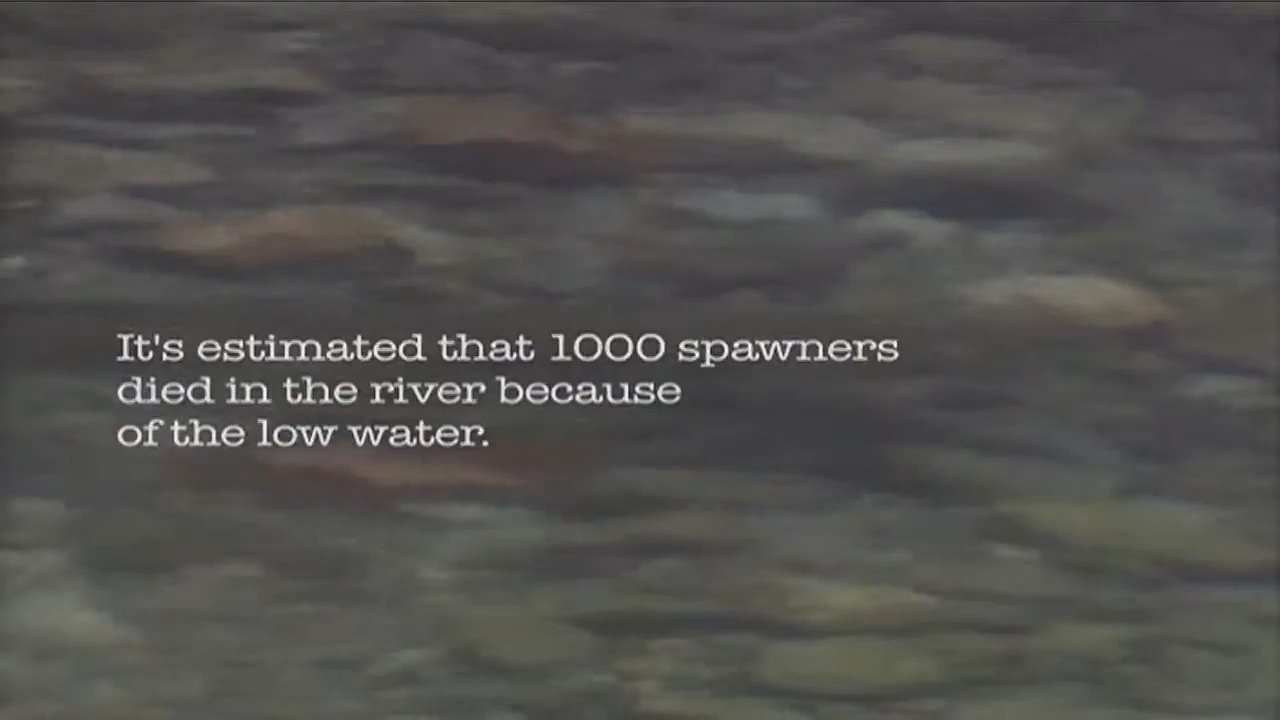 It's estimated that 1000 spawners
died in the river because
of the low water.